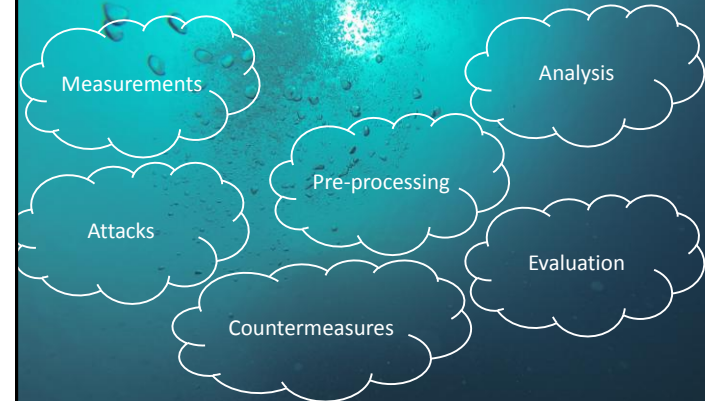 Measurements
Analysis
Pre-processing
Attacks
Evaluation
Countermeasures